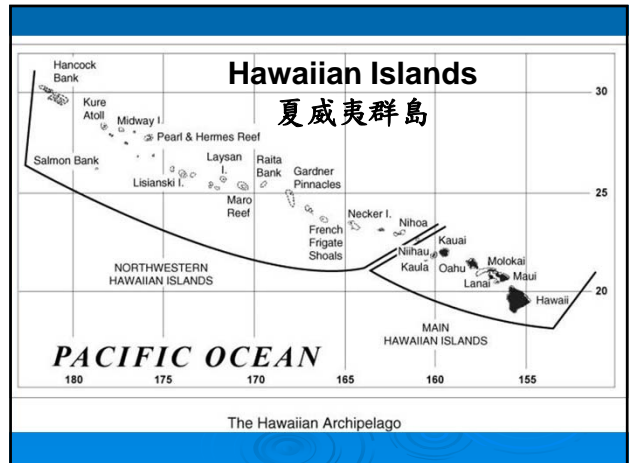 Hawaiian Islands
夏威夷群島
Hancock
Bank
30
Kure
Atoll
Midway I.
Pearl & Hermes Reef
Salmon Bank
Lisianski I.
Laysan
I.
Maro
Reef
Raita
Bank
Gardner
Pinnacles
25
French
Frigate
Shoals
Necker I.
Nihoa
Kauai
Niihau
Kaula
Oahu
Molokai
Lanai
Maui
Hawaii
20
NORTHWESTERN
HAWAIIAN ISLANDS
MAIN
HAWAIIAN ISLANDS
PACIFIC OCEAN
180
175
170
165
160
155
The Hawaiian Archipelago